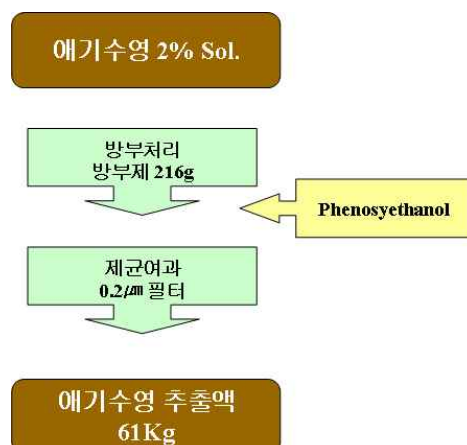 애기수영 2% Sol.
방부처리
방부제 216g
Phenosyethanol
제균여과
0.2㎛ 필터
애기수영 추출액
61Kg